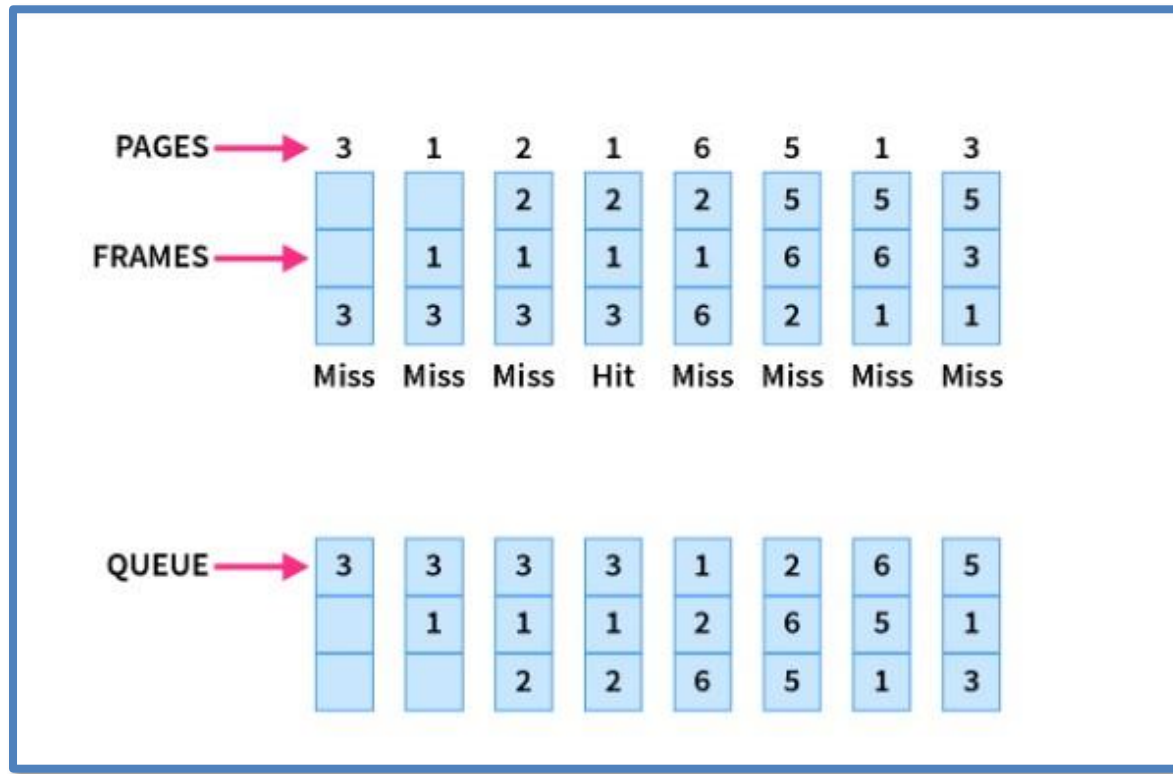 PAGES 3 1 2 1 6 5 1 3
2 2 2 5 5 5
FRAMES 1 1 1 1 6 6 3
3 3 3 3 6 2 1 1
Miss Miss Miss Hit Miss Miss Miss Miss
QUEUE 3 3 3 3 1 2 6 5
1 1 1 2 6 5 1
2 2 6 5 1 3